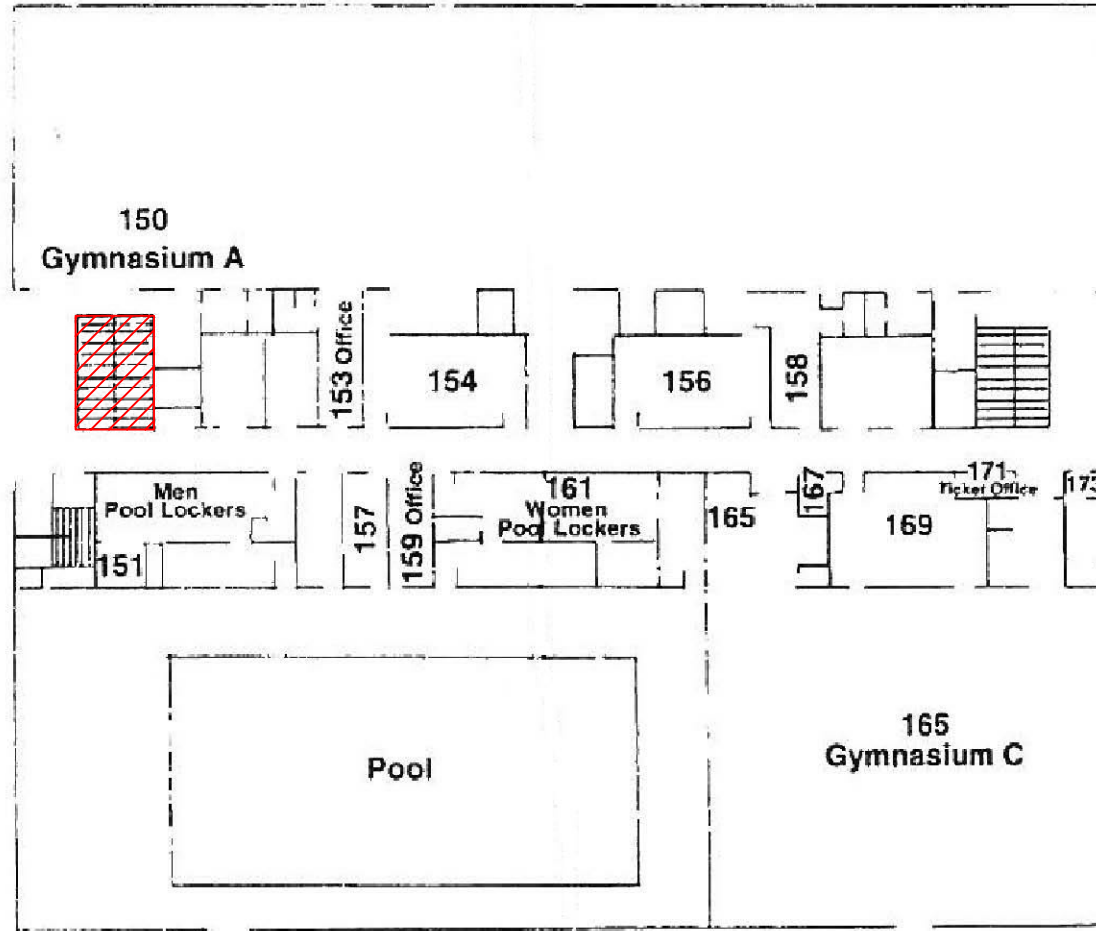 150
Gymnasium A
153 Office
154
156
158
Men
Pool Lockers
151
157
159 Office
161
Women
Pool Lockers
165
167
171
Ticket Office
169
173
Pool
165
Gymnasium C